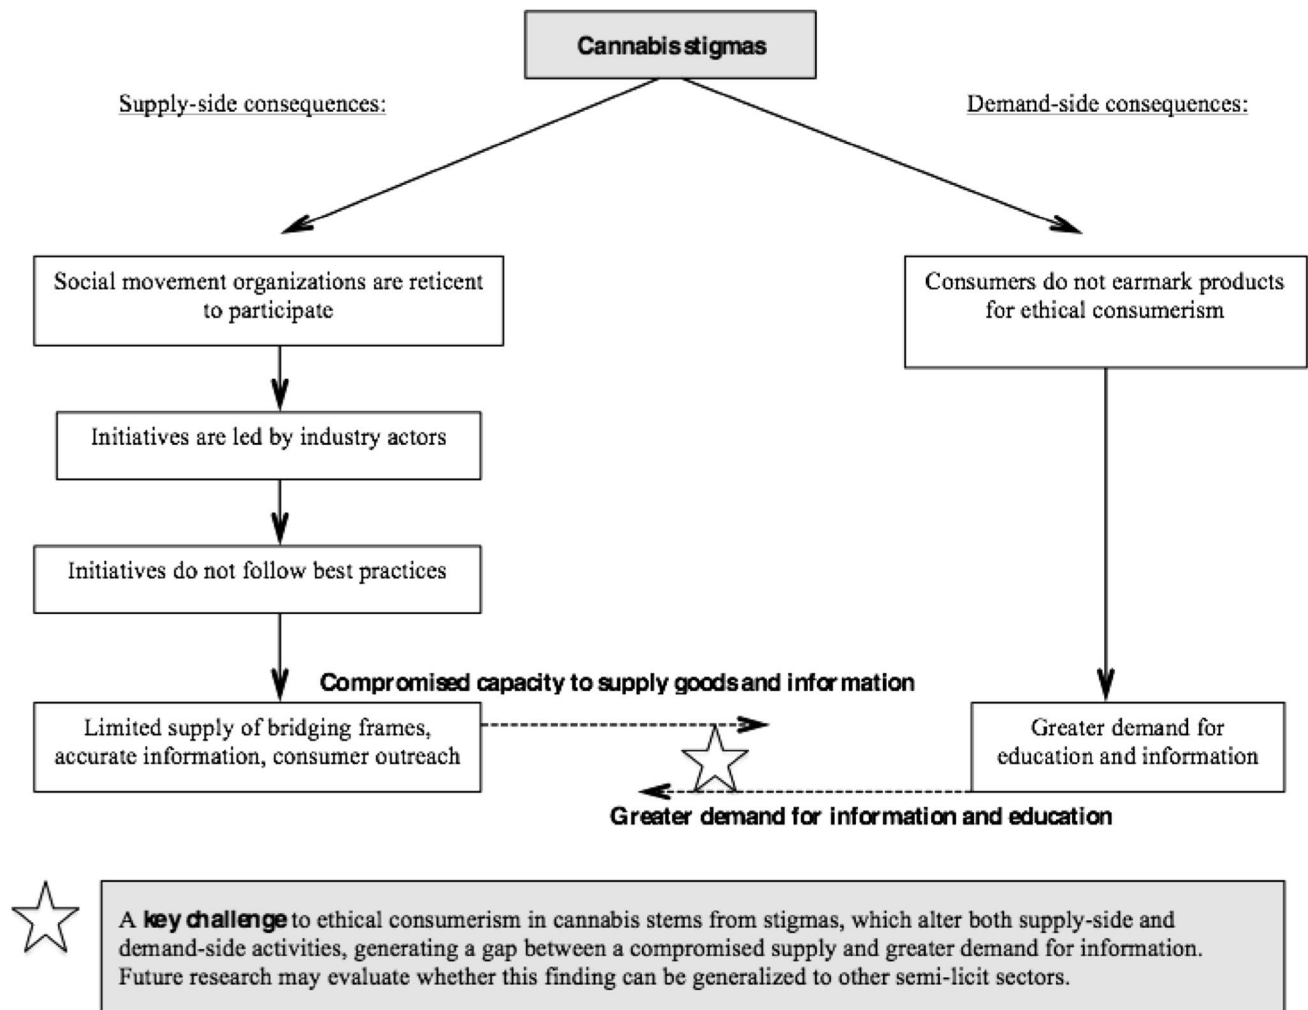 Cannabis stigmas
Supply-side consequences:
Demand-side consequences:
Social movement organizations are reticent
to participate
Consumers do not earmark products
for ethical consumerism
Initiatives are led by industry actors
Initiatives do not follow best practices
Compromised capacity to supply goods and information
Limited supply of bridging frames,
accurate information, consumer outreach
Greater demand for
education and information
Greater demand for information and education
A key challenge to ethical consumerism in cannabis stems from stigmas, which alter both supply-side and
demand-side activities, generating a gap between a compromised supply and greater demand for information.
Future research may evaluate whether this finding can be generalized to other semi-licit sectors.